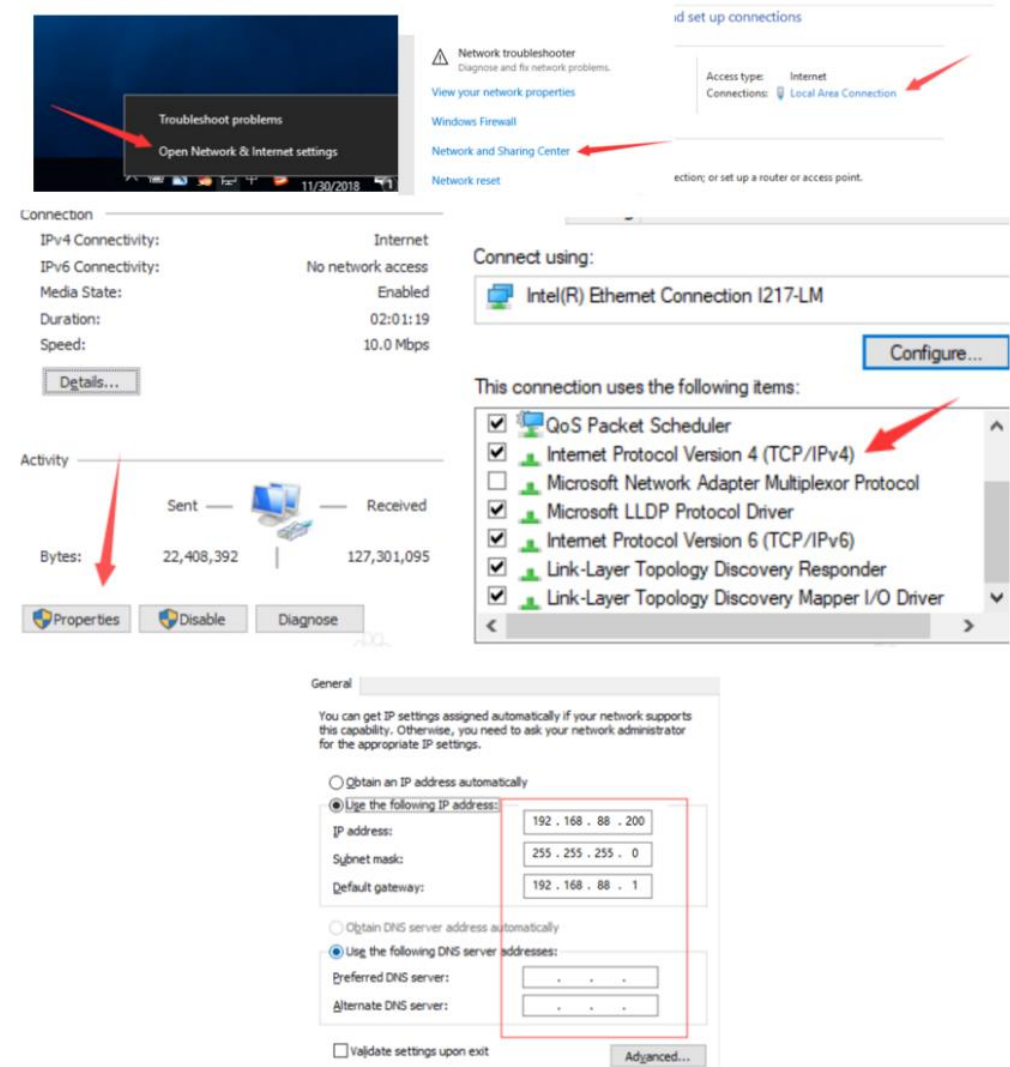 Troubleshoot problems
Open Network & Internet settings
11/30/2018
Network troubleshooter
Diagnose and fix network problems.
View your network properties
Windows Firewall
Network and Sharing Center
Network reset
nd set up connections
Access type: Internet
Connections: Local Area Connection
ection; or set up a router or access point.
Connection
IPv4 Connectivity: Internet
IPv6 Connectivity: No network access
Media State: Enabled
Duration: 02:01:19
Speed: 10.0 Mbps
Details...
Activity
Sent Received
Bytes: 22,408,392 127,301,095
Properties Disable Diagnose
Connect using:
Intel(R) Ethernet Connection I217-LM
Configure...
This connection uses the following items:
QoS Packet Scheduler
Internet Protocol Version 4 (TCP/IPv4)
Microsoft Network Adapter Multiplexor Protocol
Microsoft LLDP Protocol Driver
Internet Protocol Version 6 (TCP/IPv6)
Link-Layer Topology Discovery Responder
Link-Layer Topology Discovery Mapper I/O Driver
General
You can get IP settings assigned automatically if your network supports
this capability. Otherwise, you need to ask your network administrator
for the appropriate IP settings.
Obtain an IP address automatically
Use the following IP address:
IP address: 192 . 168 . 88 . 200
Subnet mask: 255 . 255 . 255 . 0
Default gateway: 192 . 168 . 88 . 1
Obtain DNS server address automatically
Use the following DNS server addresses:
Preferred DNS server: . . .
Alternate DNS server: . . .
Validate settings upon exit
Advanced...